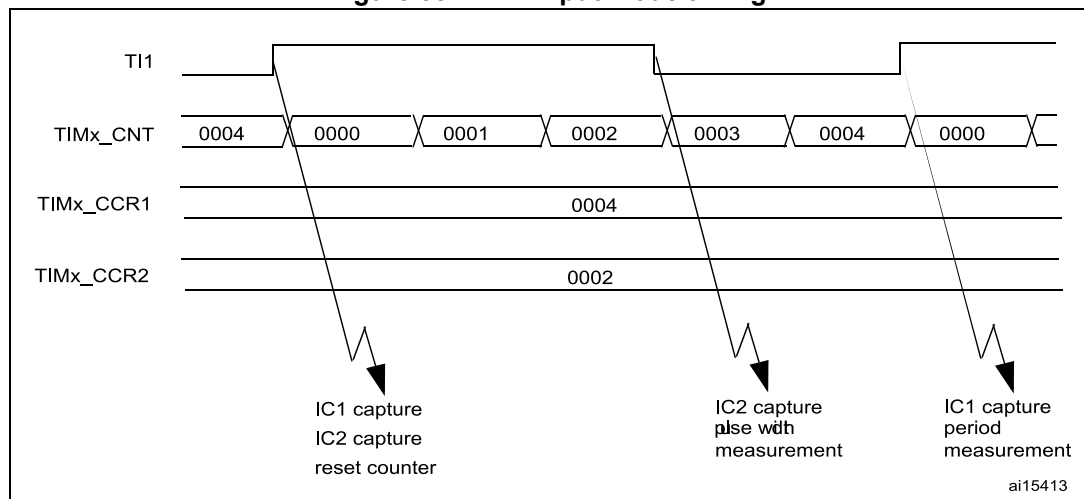 TI1
TIMx_CNT 0004 0000 0001 0002 0003 0004 0000
TIMx_CCR1 0004
TIMx_CCR2 0002
IC1 capture
IC2 capture
reset counter
IC2 capture
measurement
IC1 capture
period
measurement
ai15413